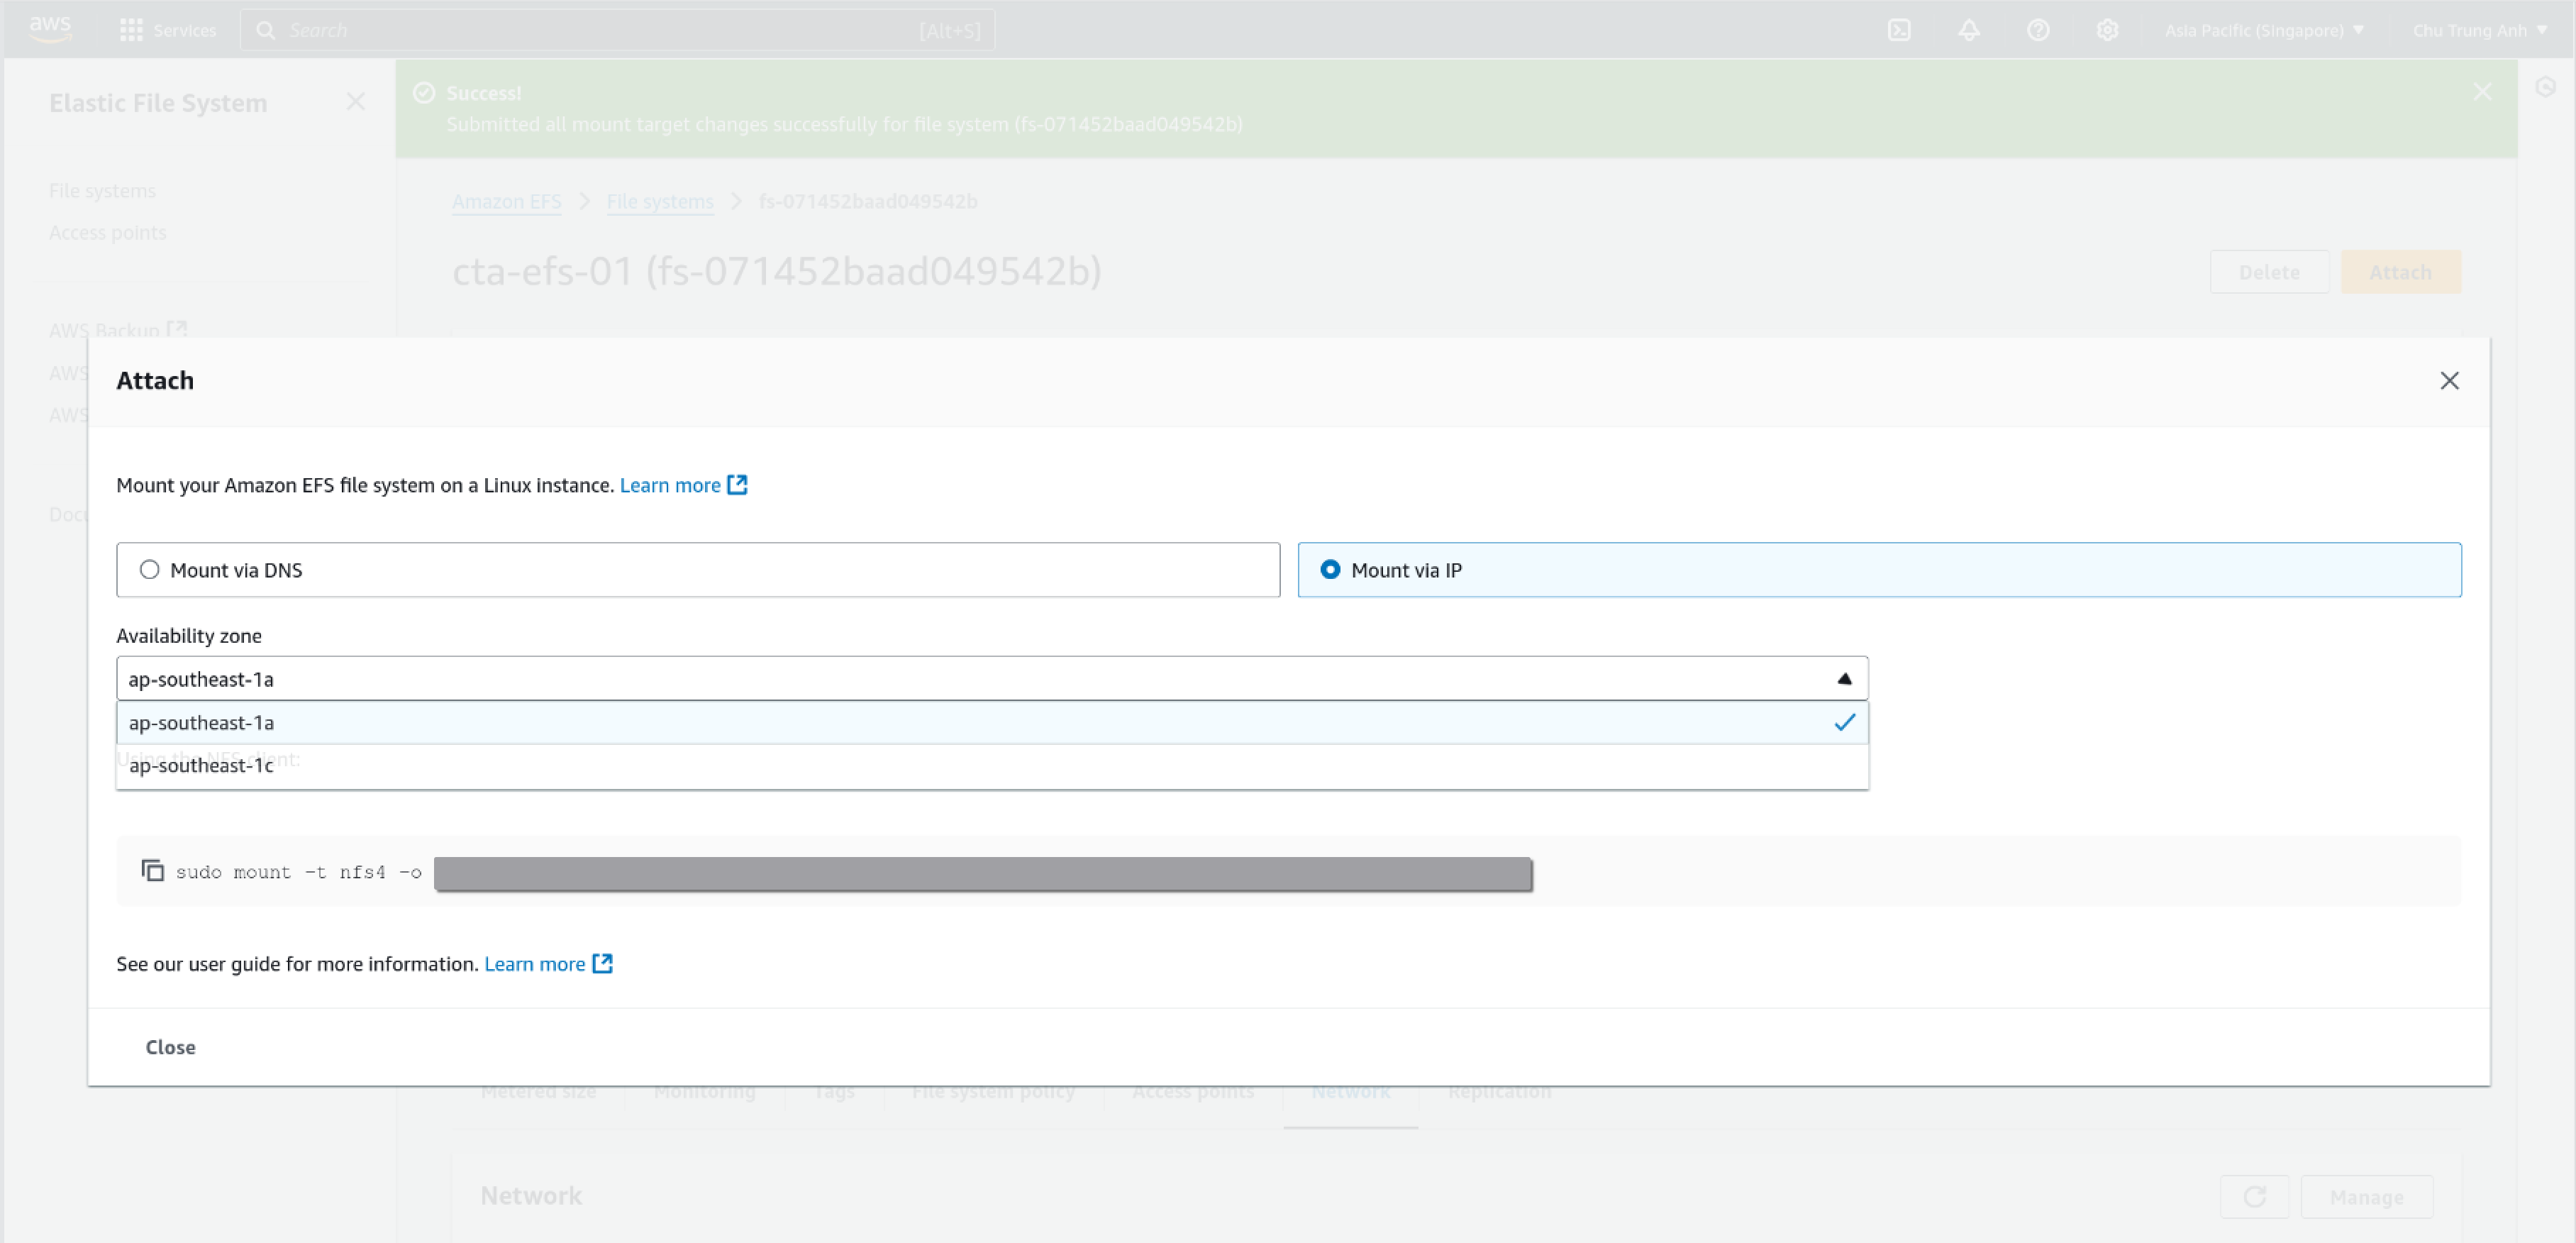 aws
Services
Search
[Alt+S]
Asia Pacific (Singapore)
Chu Trung Anh
Elastic File System
File systems
Access points
AWS Backup
AWS
AWS
Success!
Submitted all mount target changes successfully for file system (fs-071452baad049542b)
Amazon EFS
File systems
fs-071452baad049542b
cta-efs-01 (fs-071452baad049542b)
Delete
Attach
Attach
Mount your Amazon EFS file system on a Linux instance. Learn more
Mount via DNS
Mount via IP
Availability zone
ap-southeast-1a
ap-southeast-1a
Using the NFS client:
ap-southeast-1c
sudo mount -t nfs4 -o
See our user guide for more information. Learn more
Close
Metered size
Monitoring
Tags
File system policy
Access points
Network
Replication
Network
Manage